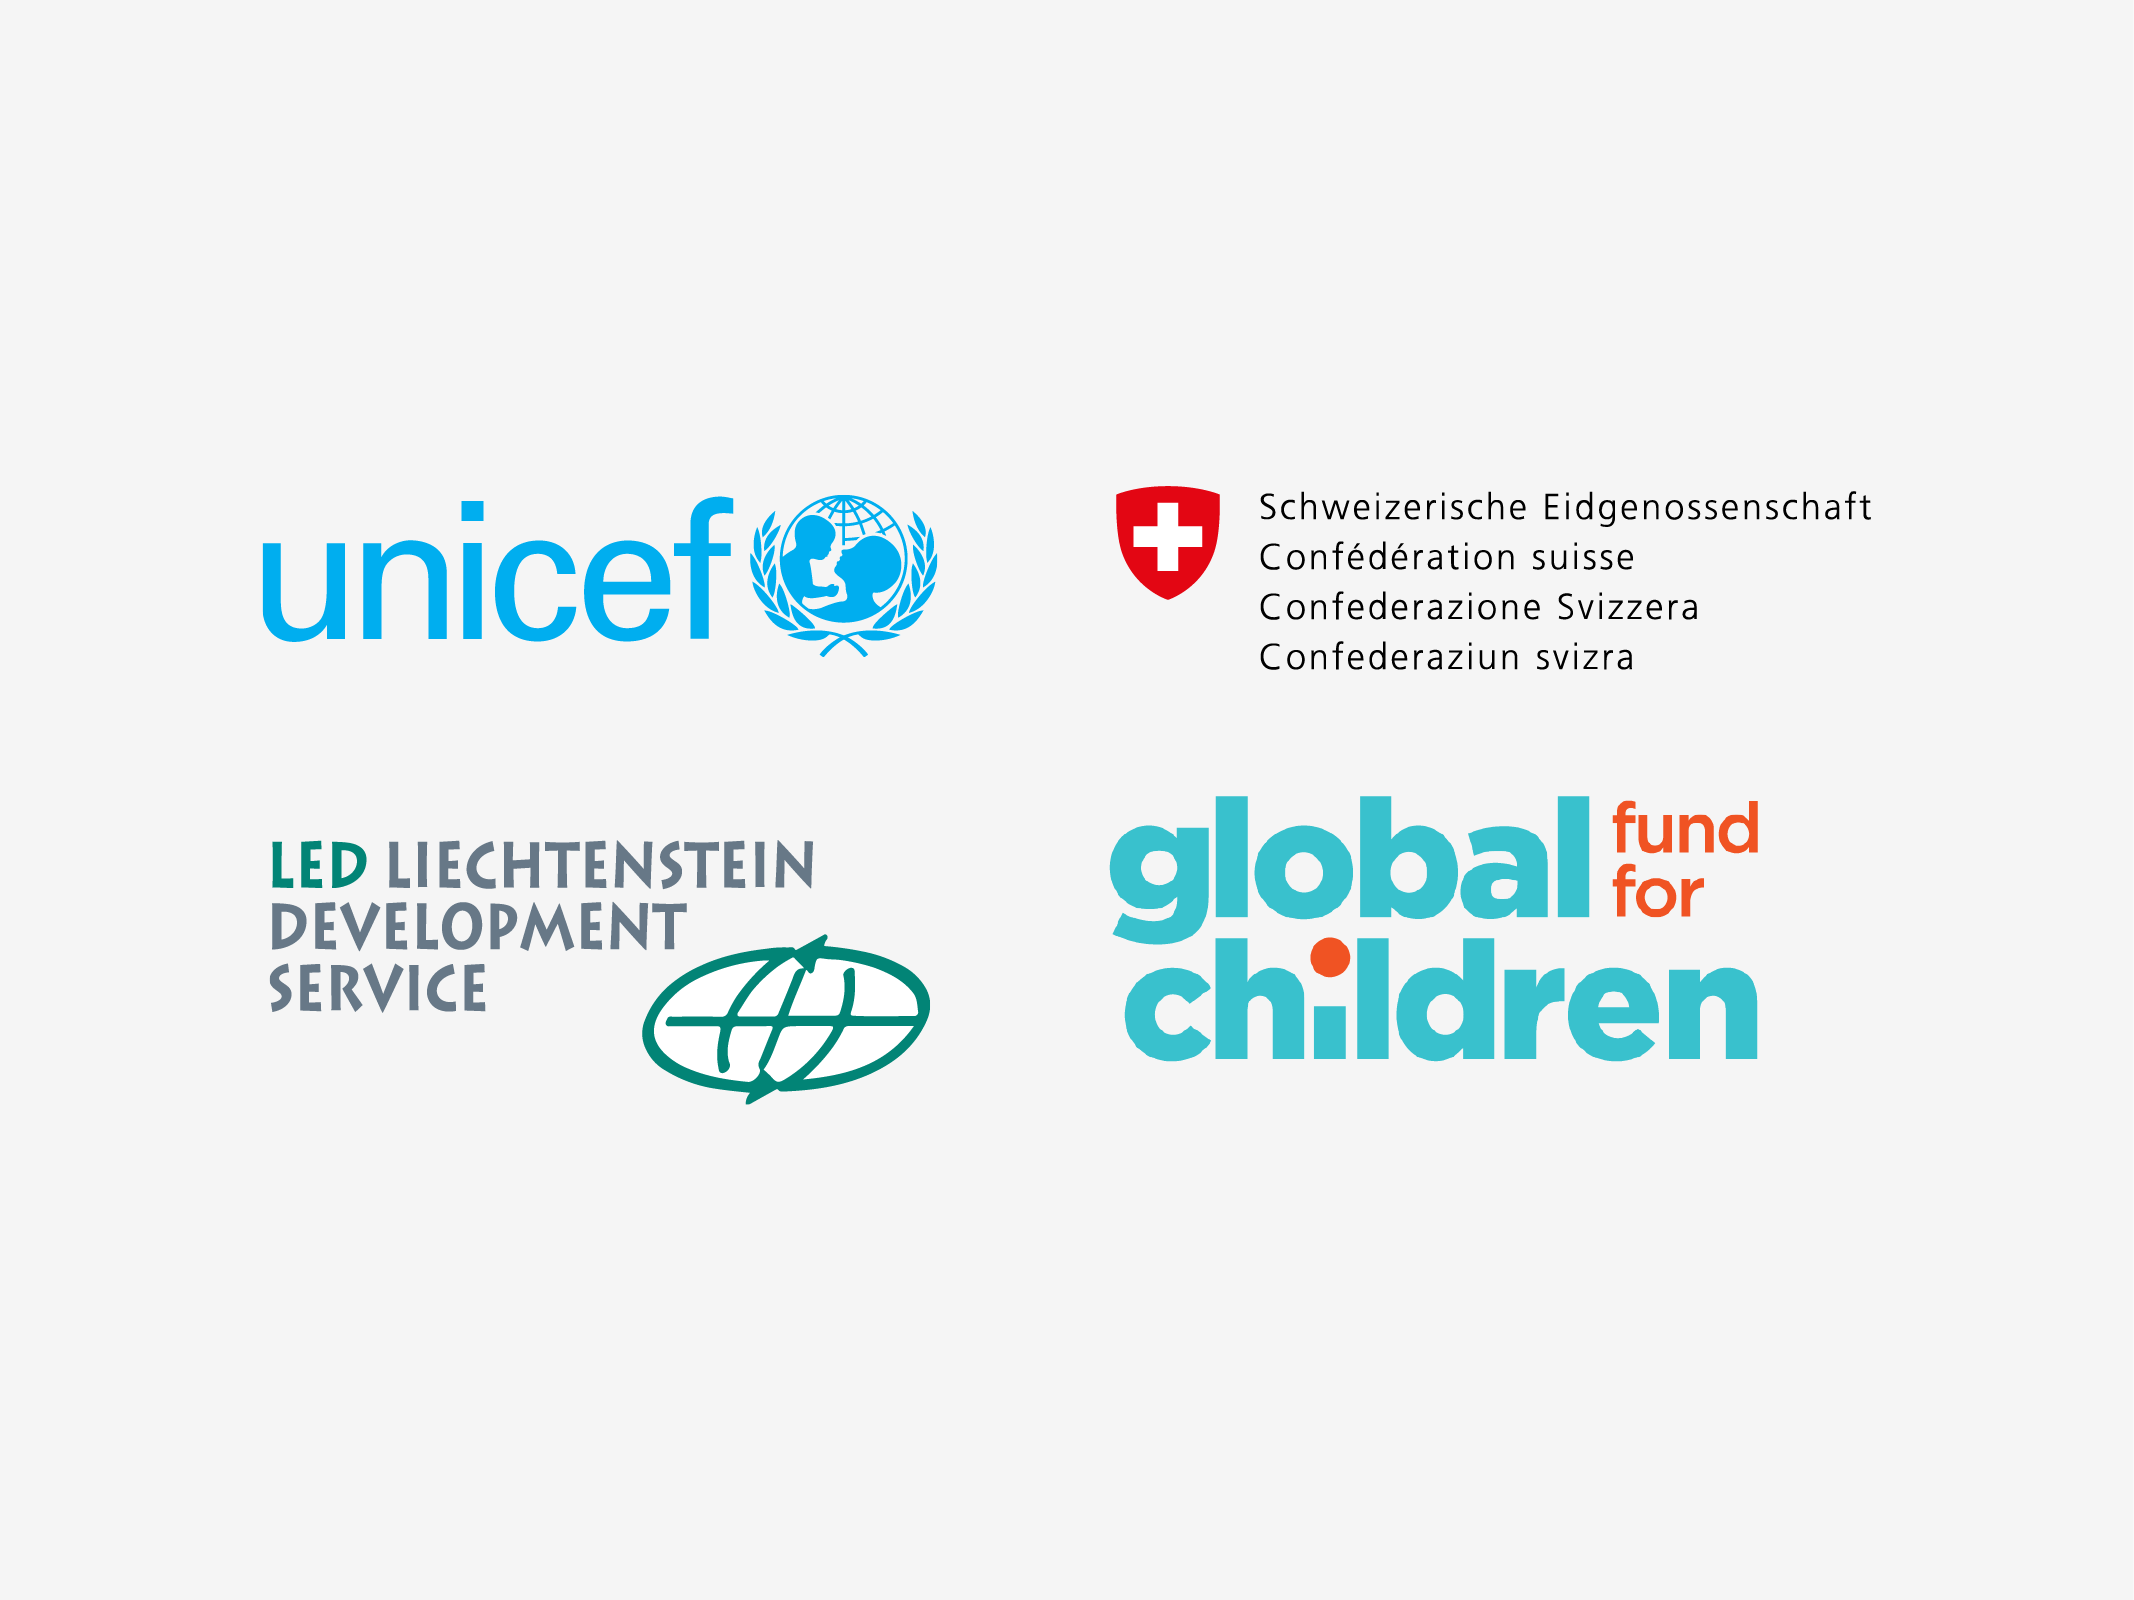 unicef
Schweizerische Eidgenossenschaft
Confédération suisse
Confederazione Svizzera
Confederaziun svizra
LED LIECHTENSTEIN
DEVELOPMENT
SERVICE
global fund
for
children